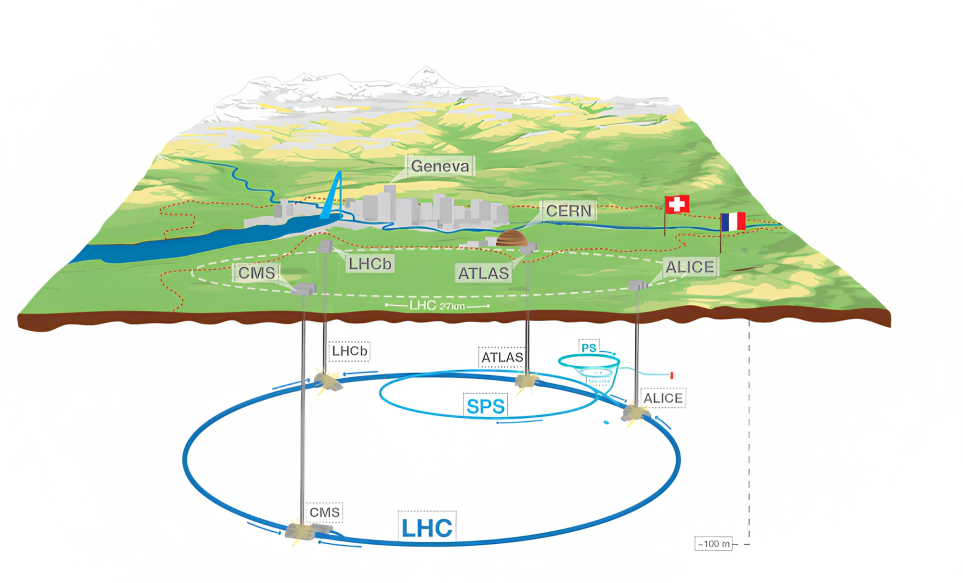 Geneva
CERN
LHCb
CMS
ATLAS
ALICE
LHC 27km
LHCb
ATLAS
PS
ALICE
SPS
CMS
LHC
~100 m